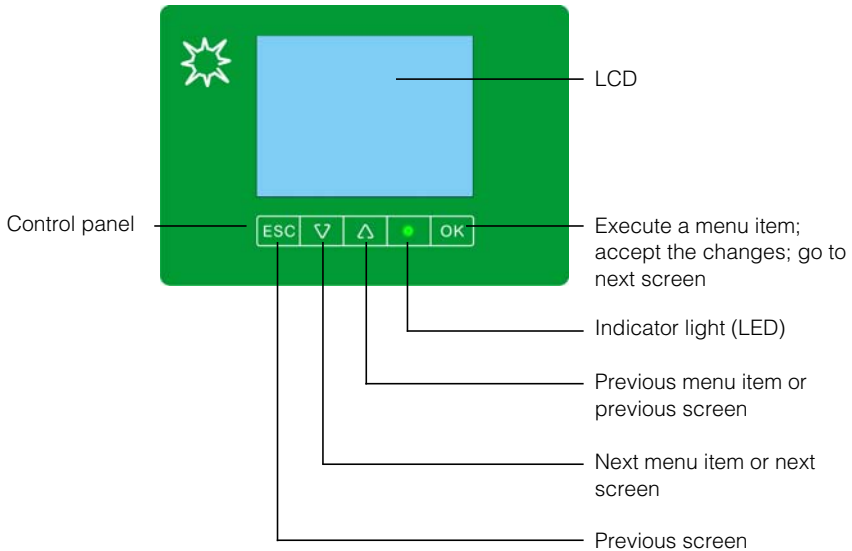 LCD
Control panel
ESC
OK
Execute a menu item;
accept the changes; go to
next screen
Indicator light (LED)
Previous menu item or
previous screen
Next menu item or next
screen
Previous screen